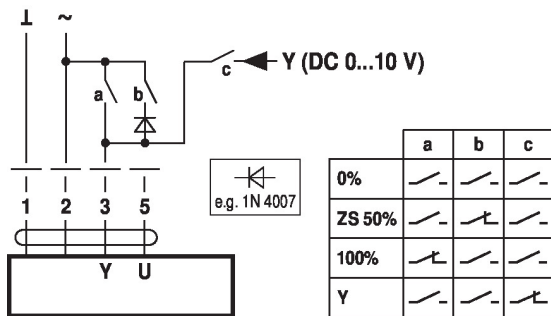 ⊥ ~
c Y (DC 0...10 V)
a b
1 2 3 5
e.g. 1N 4007
Y U
a b c
0%
ZS 50%
100%
Y